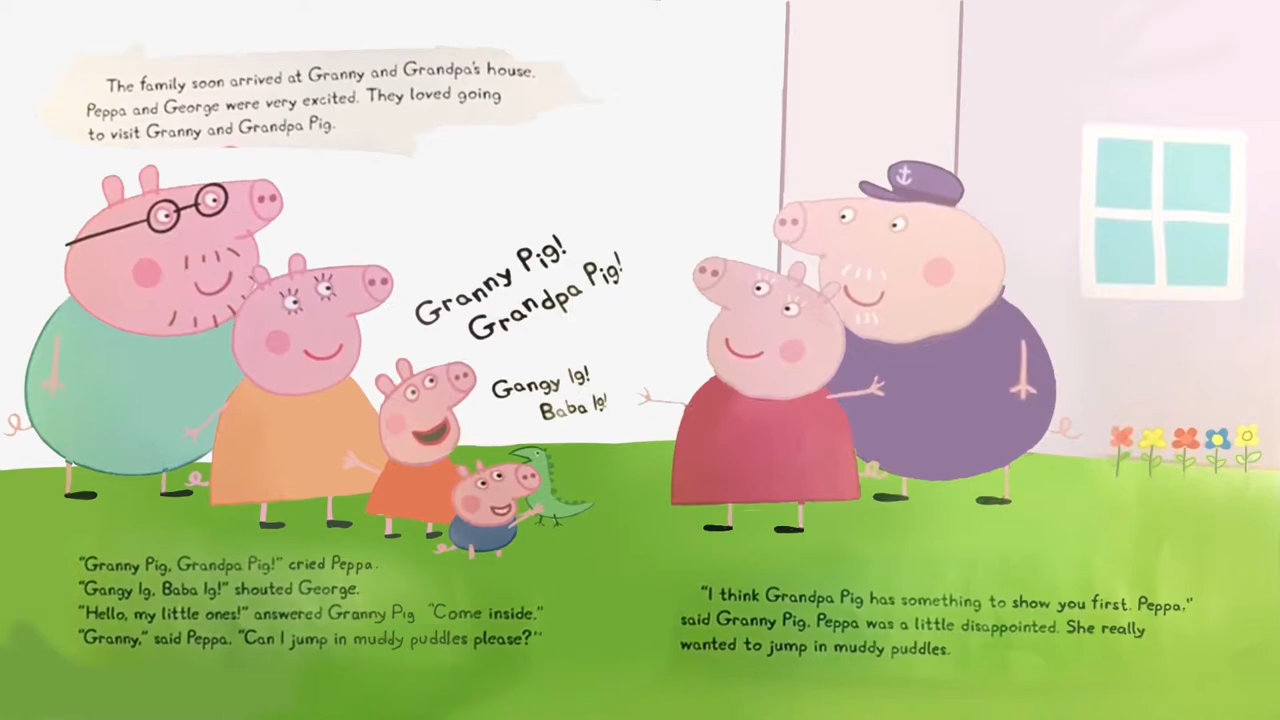 The family soon arrived at Granny and Grandpa's house.
Peppa and George were very excited. They loved going
to visit Granny and Grandpa Pig.
Granny Pig!
Grandpa Pig!
Gangy Ig!
Baba Ig!
"Granny Pig, Grandpa Pig!" cried Peppa.
"Gangy Ig, Baba Ig!" shouted George.
"Hello, my little ones!" answered Granny Pig "Come inside."
"Granny," said Peppa. "Can I jump in muddy puddles please?"
"I think Grandpa Pig has something to show you first, Peppa,"
said Granny Pig. Peppa was a little disappointed. She really
wanted to jump in muddy puddles.